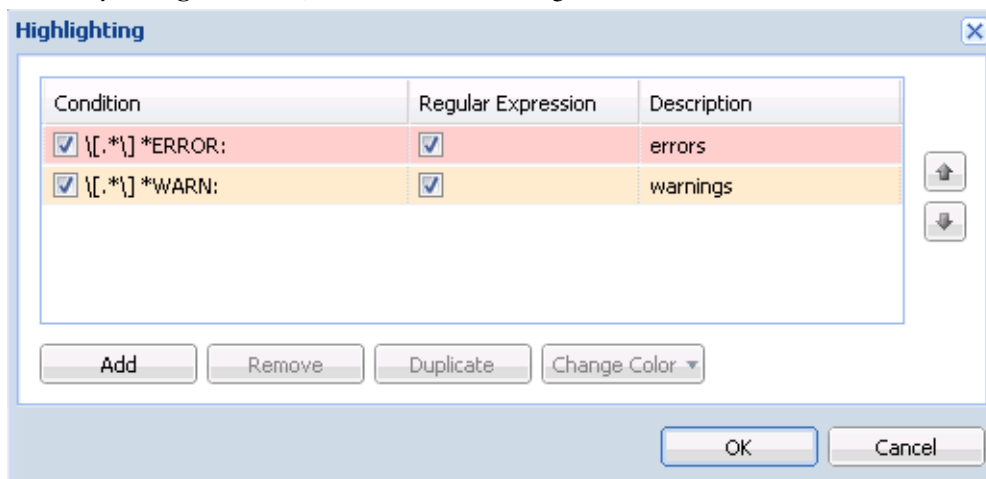 Highlighting
Condition Regular Expression Description
\[.*\] *ERROR: errors
\[.*\] *WARN: warnings
Add Remove Duplicate Change Color
OK Cancel